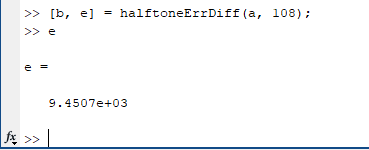 >> [b, e] = halftoneErrDiff(a, 108);
>> e
e =
9.4507e+03
fx >>